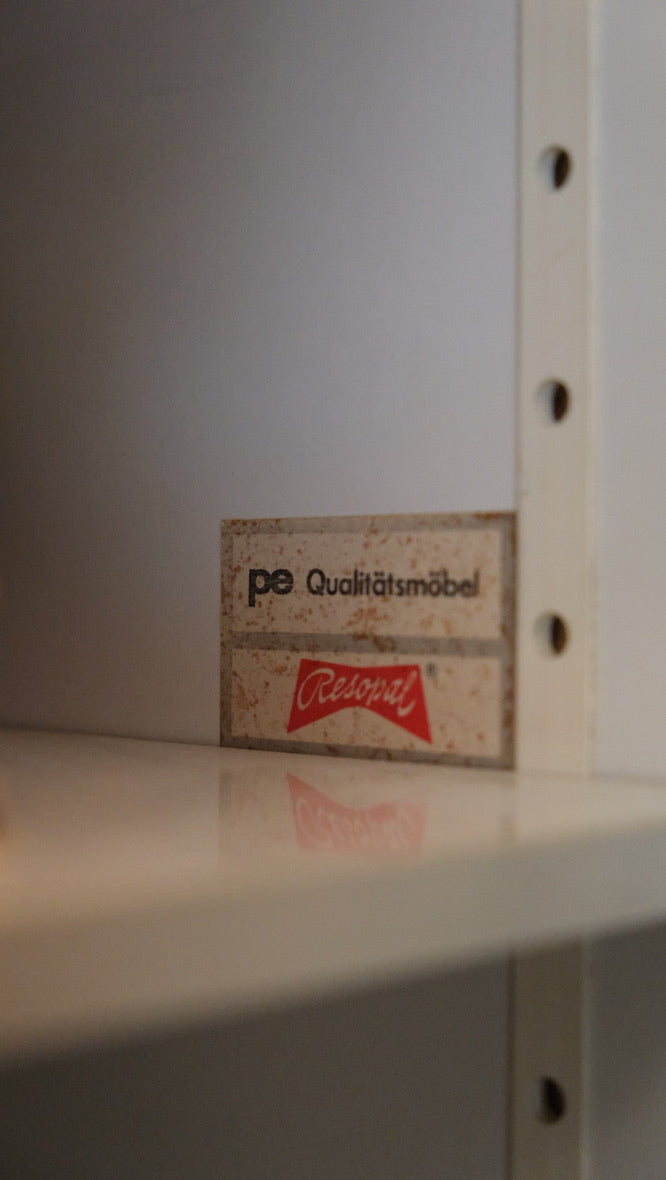 pe Qualitätsmöbel
Resopal ®